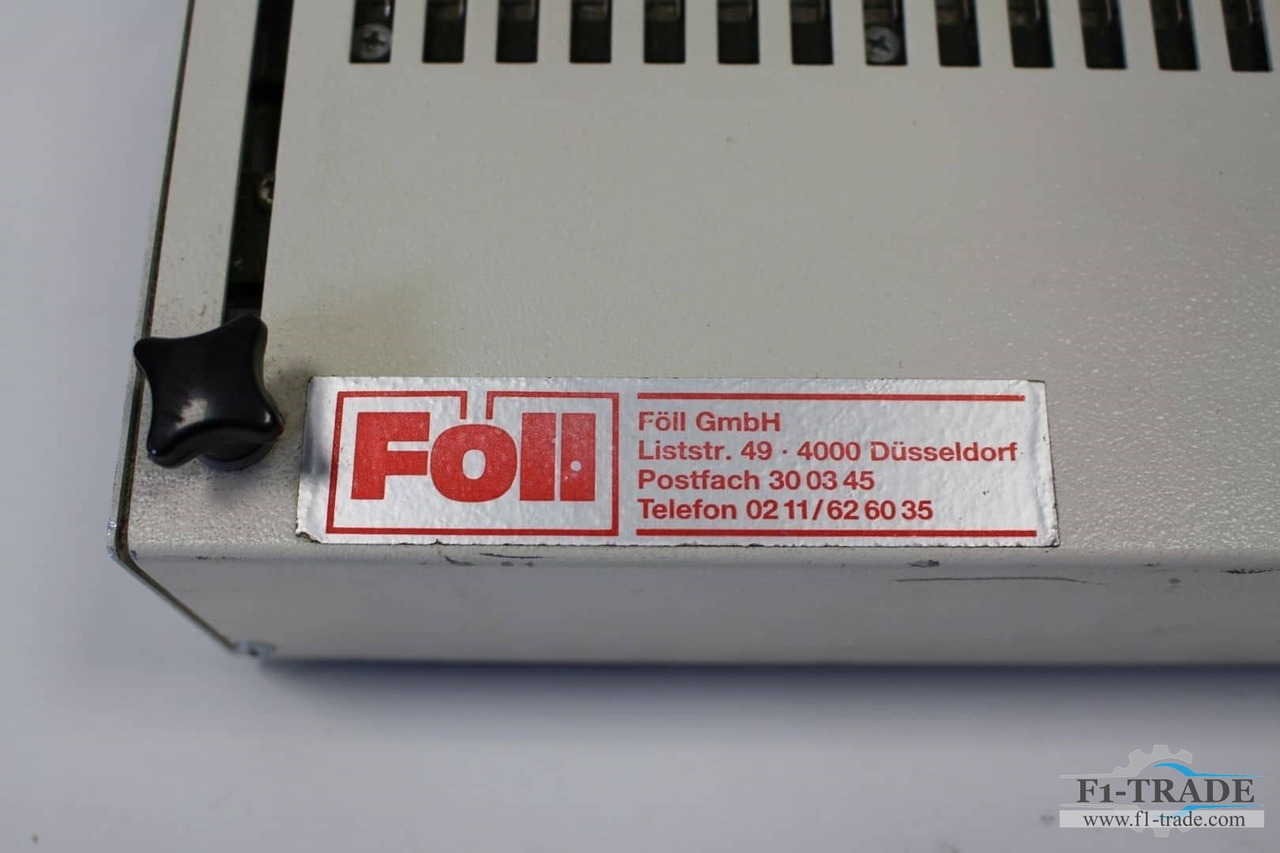 Föll
Föll GmbH
Liststr. 49 · 4000 Düsseldorf
Postfach 30 03 45
Telefon 02 11/62 60 35
F1-TRADE
www.f1-trade.com